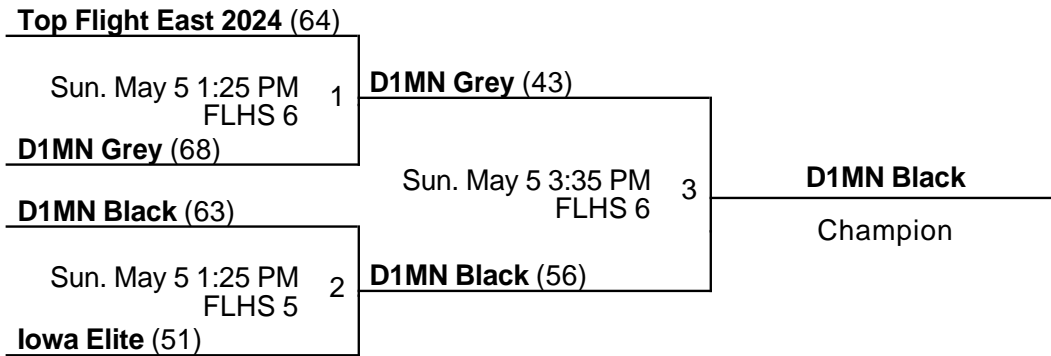 Top Flight East 2024 (64)
Sun. May 5 1:25 PM
FLHS 6
1
D1MN Grey (68)
D1MN Grey (43)
D1MN Black (63)
Sun. May 5 1:25 PM
FLHS 5
2
Iowa Elite (51)
D1MN Black (56)
Sun. May 5 3:35 PM
FLHS 6
3
D1MN Black
Champion